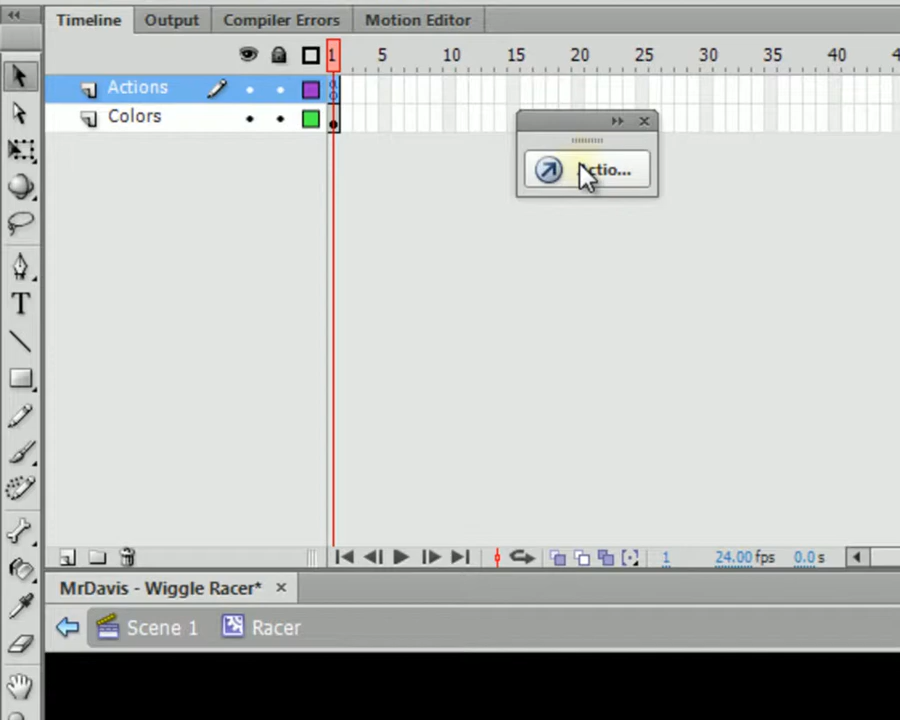 Timeline Output Compiler Errors Motion Editor
1 5 10 15 20 25 30 35 40
Actions
Colors
...ctio...
1 24.00 fps 0.0 s
MrDavis - Wiggle Racer* ×
Scene 1 Racer
T